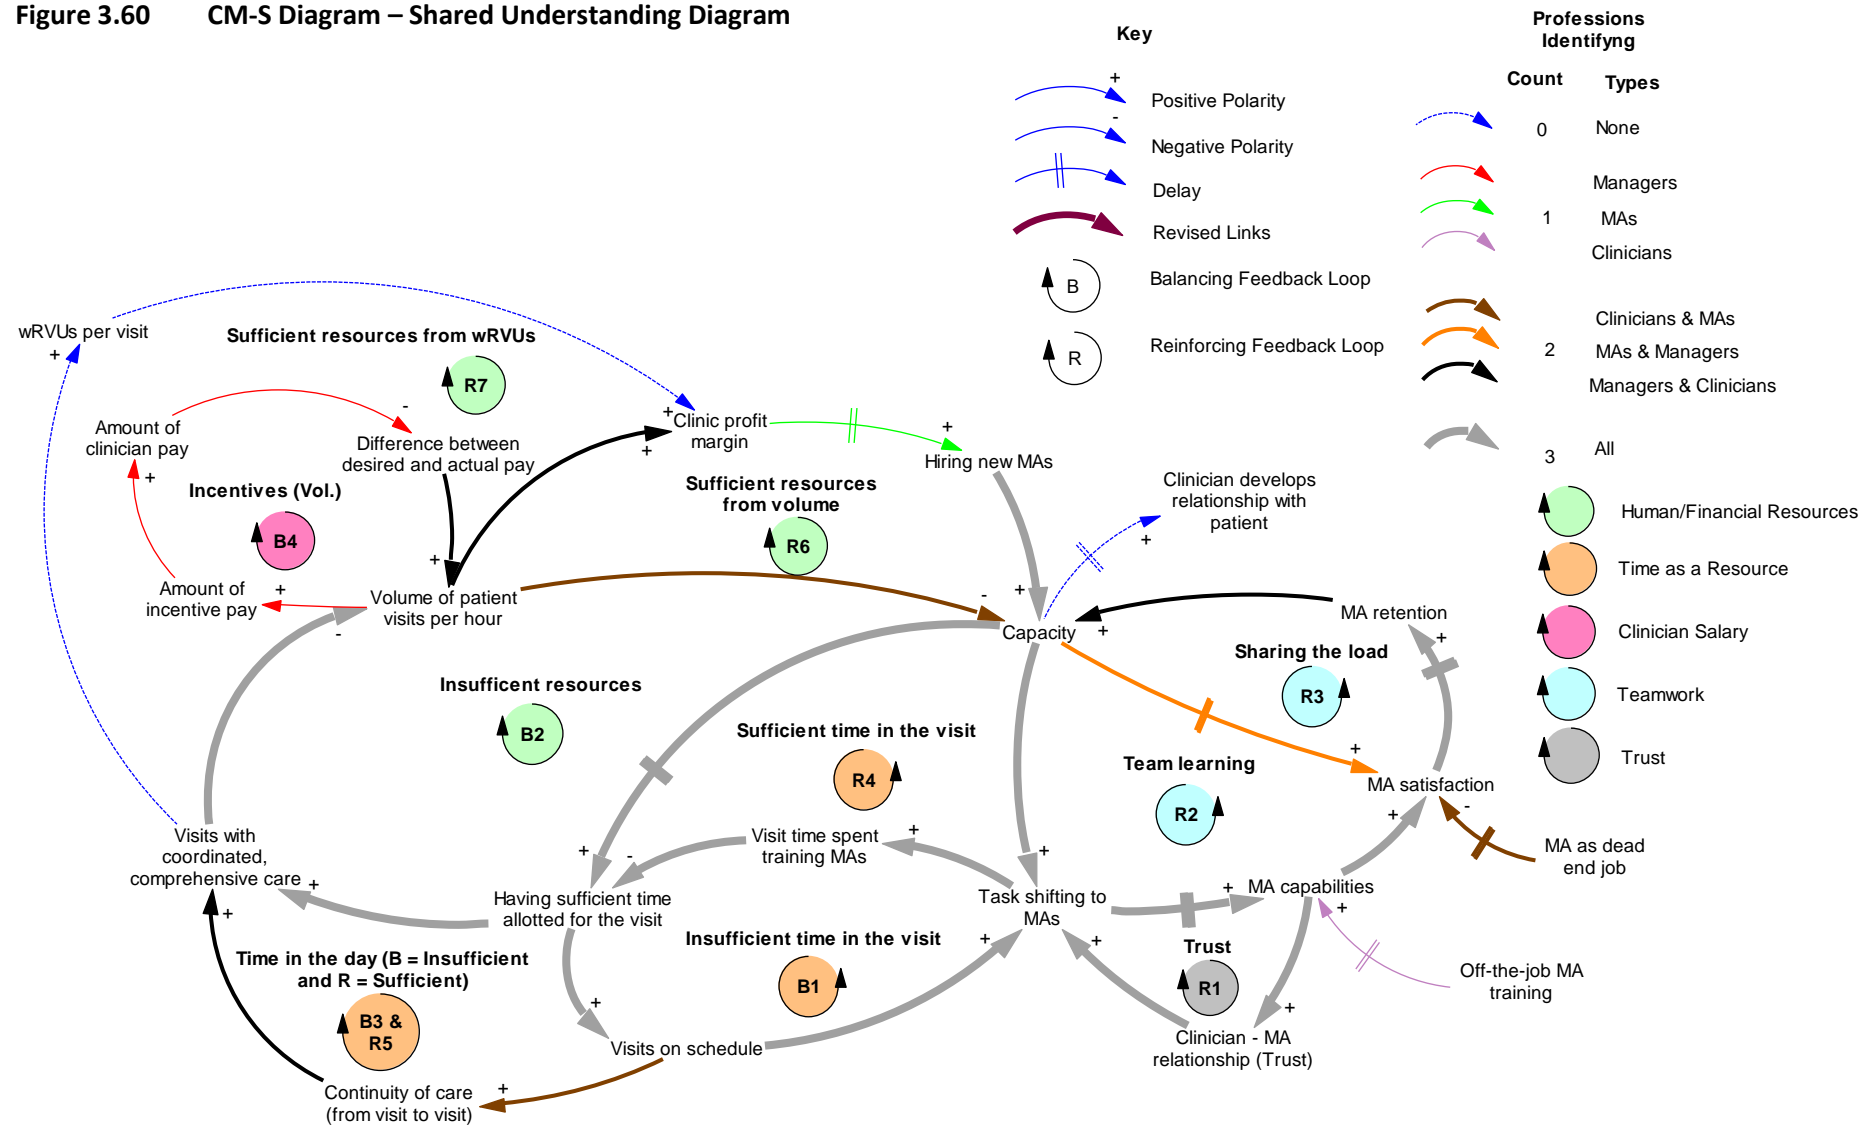 Figure 3.60 CM-S Diagram – Shared Understanding Diagram
Key
+
Positive Polarity
-
Negative Polarity
Delay
Revised Links
B
Balancing Feedback Loop
R
Reinforcing Feedback Loop
Professions
Identifyng
Count Types
0 None
Managers
1 MAs
Clinicians
Clinicians & MAs
2 MAs & Managers
Managers & Clinicians
3 All
Human/Financial Resources
Time as a Resource
Clinician Salary
Teamwork
Trust
wRVUs per visit
+
Sufficient resources from wRVUs
R7
Amount of
clinician pay
+
-
Difference between
desired and actual pay
+
Clinic profit
margin
+
+
Hiring new MAs
Incentives (Vol.)
B4
Sufficient resources
from volume
R6
Clinician develops
relationship with
patient
+
Amount of
incentive pay
+
+
Volume of patient
visits per hour
-
-
+
Capacity
+
MA retention
+
Sharing the load
R3
Insufficent resources
B2
Sufficient time in the visit
R4
Team learning
R2
+
MA satisfaction
-
+
MA as dead
end job
Visits with
coordinated,
comprehensive care
+
+
-
Visit time spent
training MAs
+
+
Having sufficient time
allotted for the visit
Task shifting to
MAs
+
MA capabilities
+
+
Insufficient time in the visit
B1
+
+
Trust
R1
Off-the-job MA
training
Time in the day (B = Insufficient
and R = Sufficient)
B3 &
R5
+
Visits on schedule
+
Clinician - MA
relationship (Trust)
Continuity of care
(from visit to visit)
+